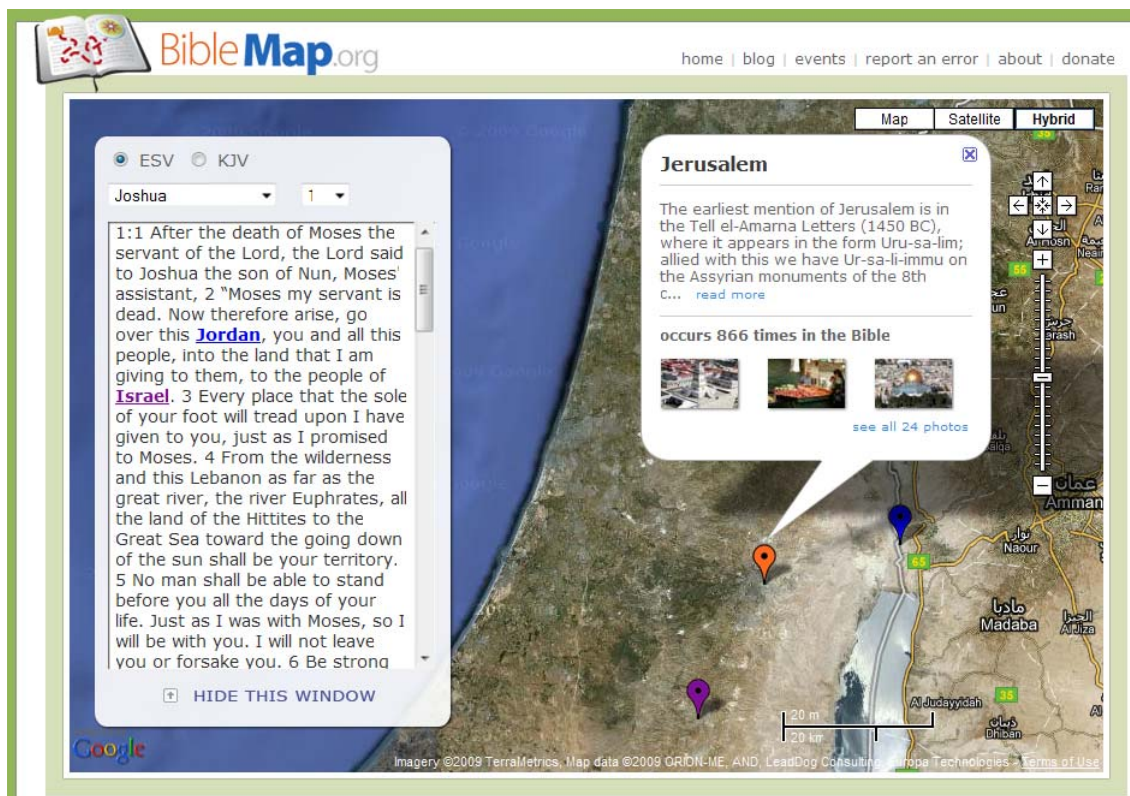 BibleMap.org
home | blog | events | report an error | about | donate
Map Satellite Hybrid
ESV KJV
Joshua 1
1:1 After the death of Moses the
servant of the Lord, the Lord said
to Joshua the son of Nun, Moses'
assistant, 2 “Moses my servant is
dead. Now therefore arise, go
over this Jordan, you and all this
people, into the land that I am
giving to them, to the people of
Israel. 3 Every place that the sole
of your foot will tread upon I have
given to you, just as I promised
to Moses. 4 From the wilderness
and this Lebanon as far as the
great river, the river Euphrates, all
the land of the Hittites to the
Great Sea toward the going down
of the sun shall be your territory.
5 No man shall be able to stand
before you all the days of your
life. Just as I was with Moses, so I
will be with you. I will not leave
you or forsake you. 6 Be strong
HIDE THIS WINDOW
Jerusalem
The earliest mention of Jerusalem is in
the Tell el-Amarna Letters (1450 BC),
where it appears in the form Uru-sa-lim;
allied with this we have Ur-sa-li-immu on
the Assyrian monuments of the 8th
c... read more
occurs 866 times in the Bible
see all 24 photos
35
55
عمان
Amman
ناعور
Naour
65
مادبا
Madaba
الجيزا
Al Jiza
Al Judayyidah
35
ذيبان
Dhiban
20 m
20 km
Google
Imagery ©2009 TerraMetrics, Map data ©2009 ORION-ME, AND, LeadDog Consulting, Europa Technologies - Terms of Use